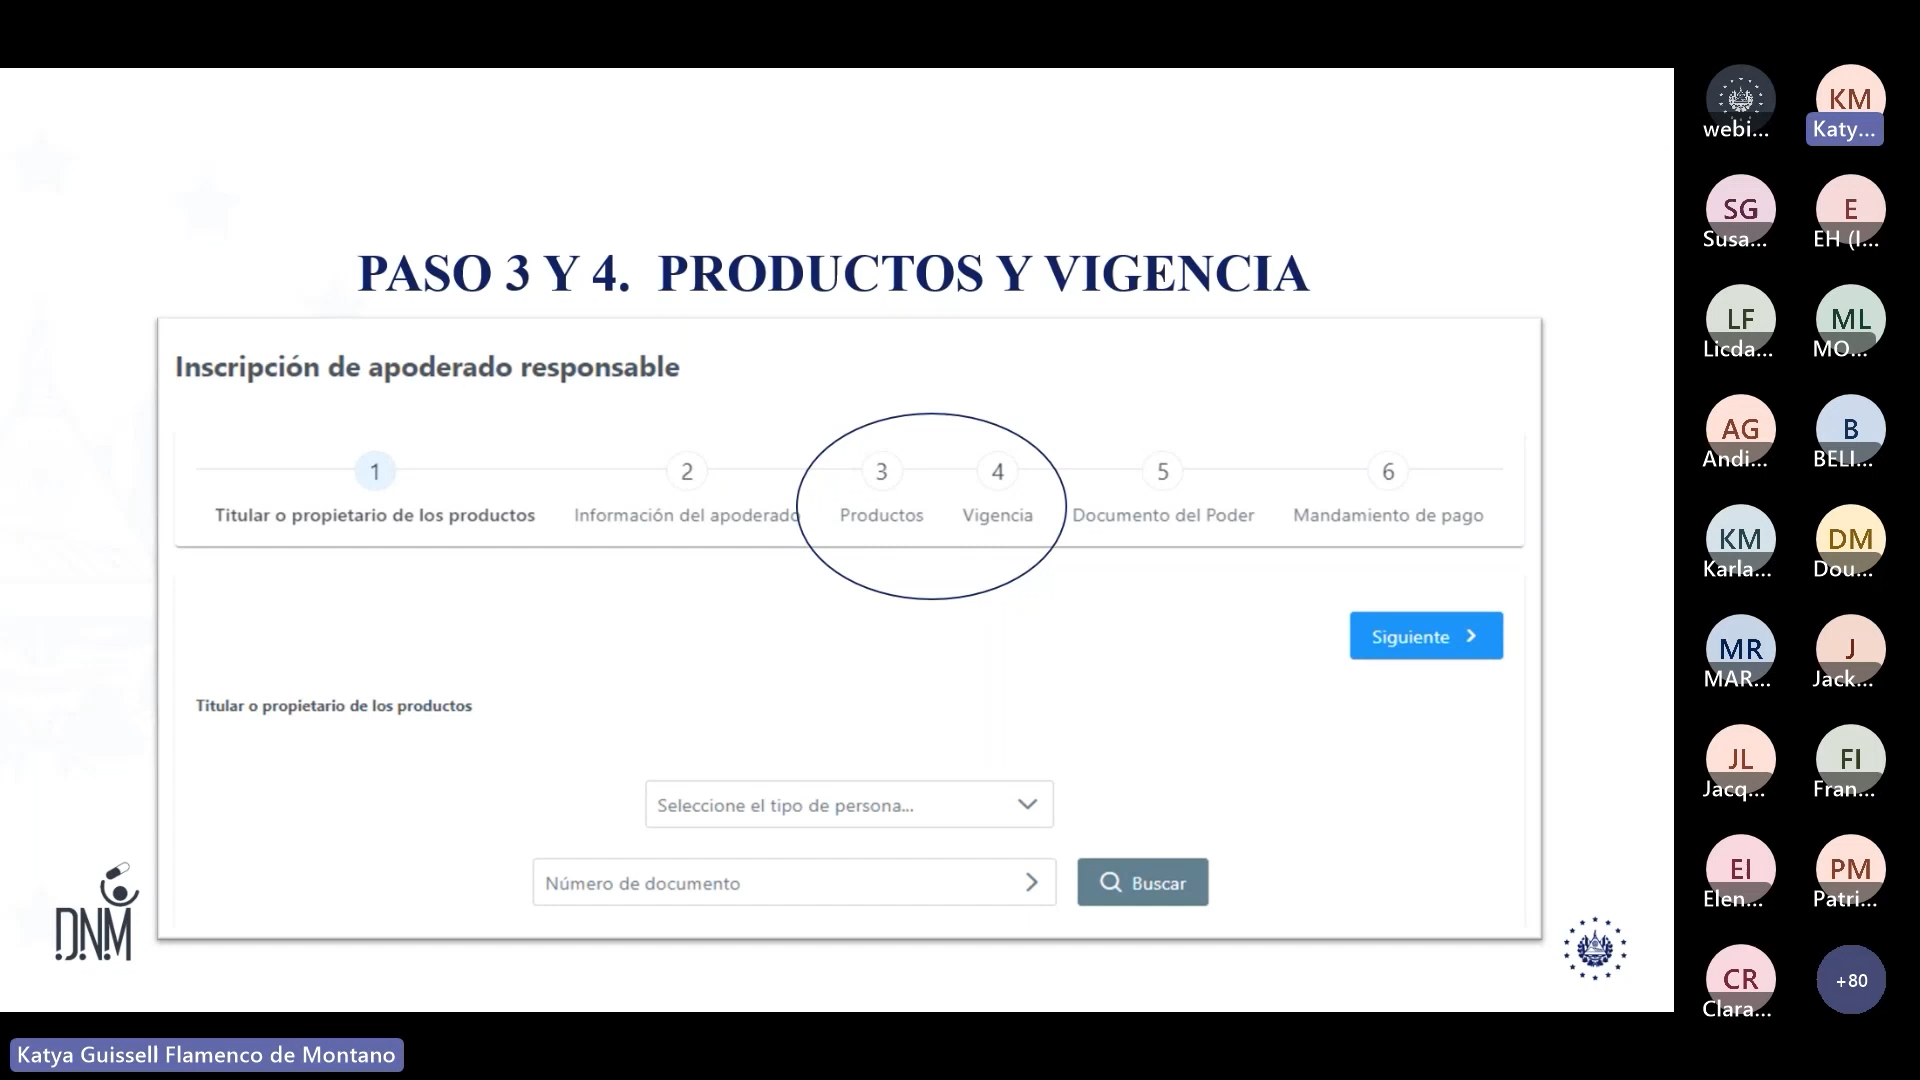 PASO 3 Y 4. PRODUCTOS Y VIGENCIA
Inscripción de apoderado responsable
1 2 3 4 5 6
Titular o propietario de los productos Información del apoderado Productos Vigencia Documento del Poder Mandamiento de pago
Siguiente
Titular o propietario de los productos
Seleccione el tipo de persona...
Número de documento Buscar
DNM
webi... KM Katy...
SG Susa... E EH (I...
LF Licda... ML MO...
AG Andi... B BELI...
KM Karla... DM Dou...
MR MAR... J Jack...
JL Jacq... FI Fran...
EI Elen... PM Patri...
CR Clara... +80
Katya Guissell Flamenco de Montano